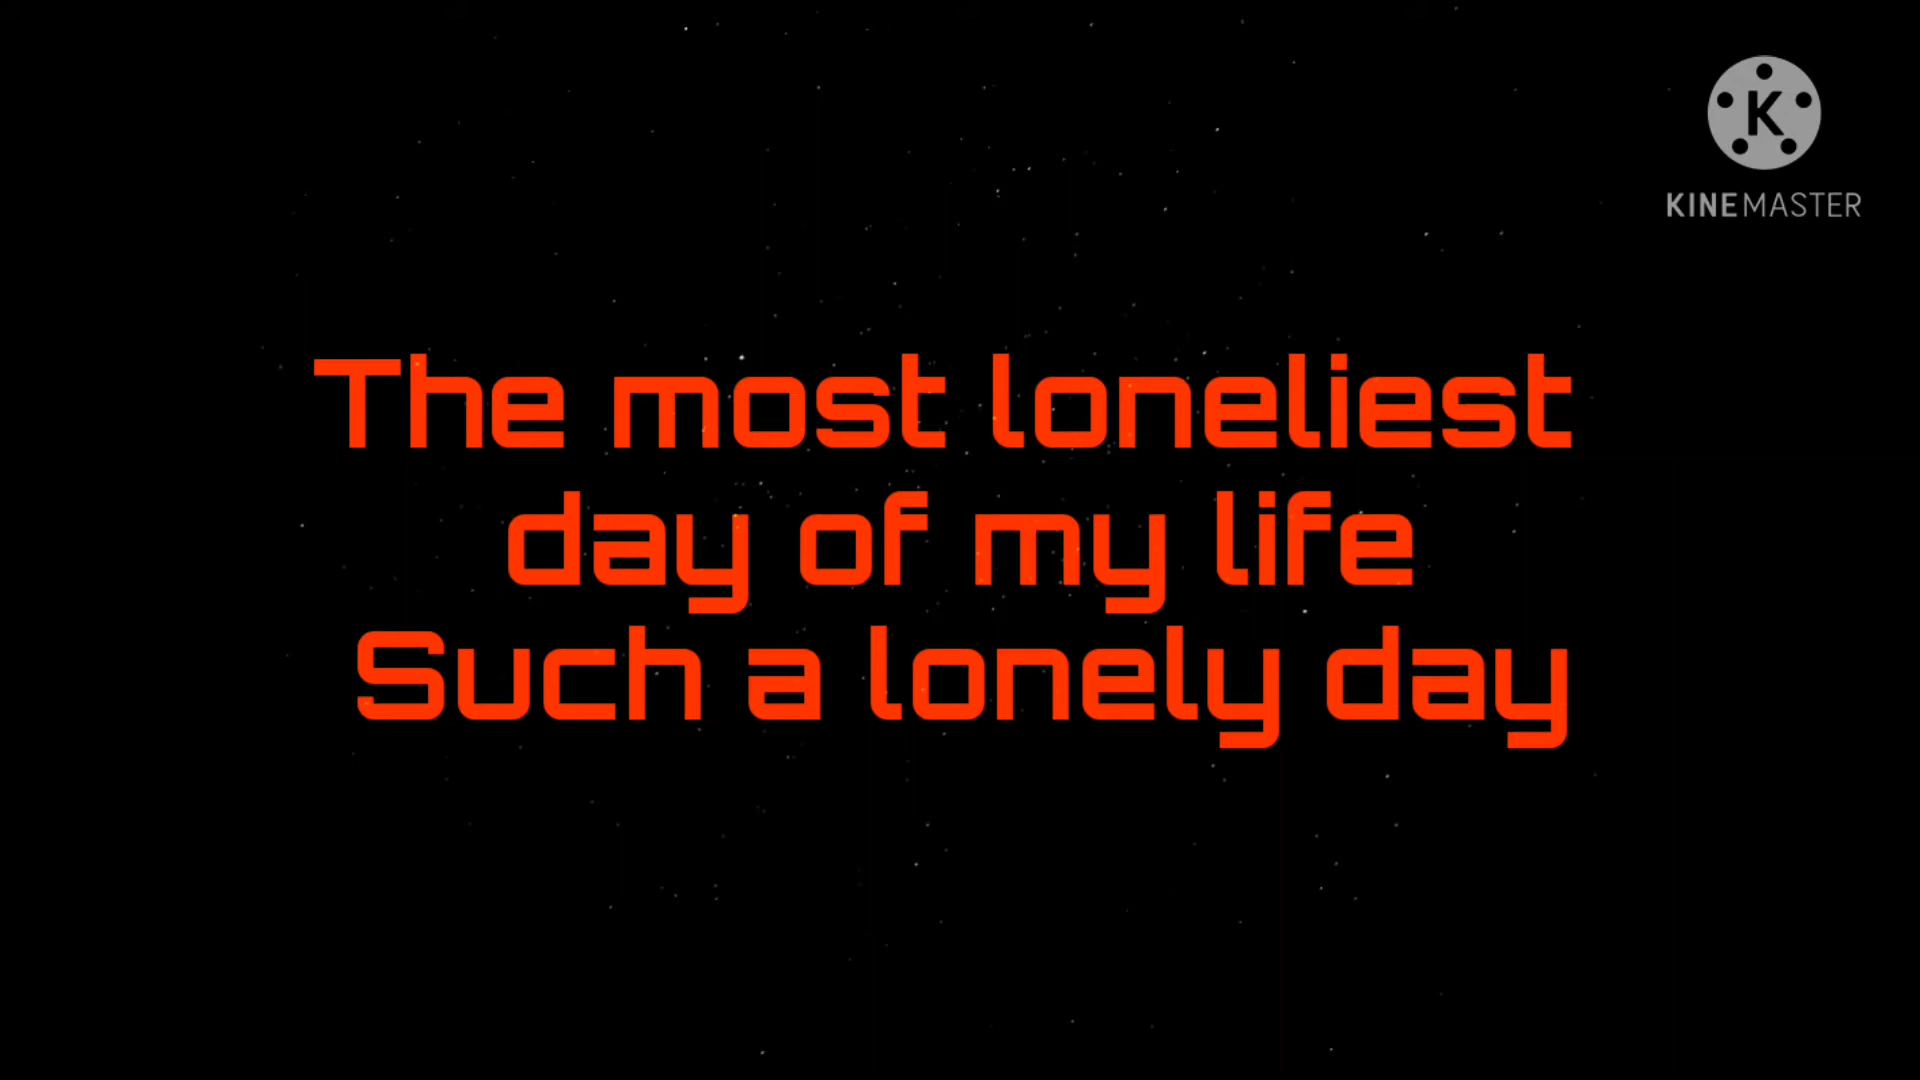 K
KINEMASTER
The most loneliest
day of my life
Such a lonely day